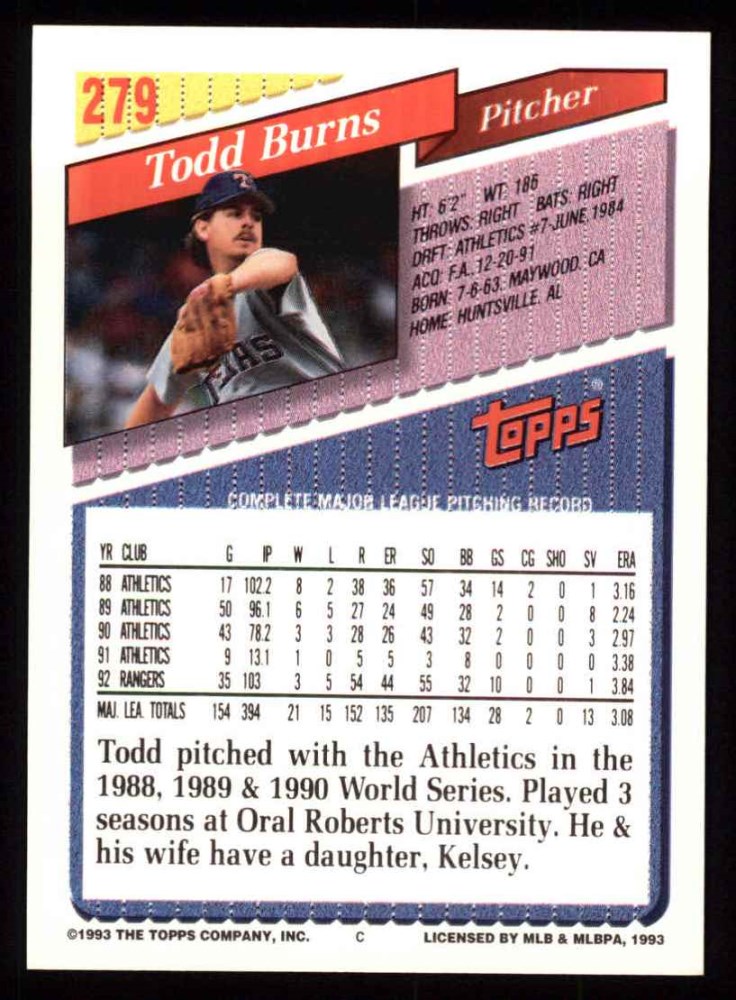 279
Todd Burns
Pitcher
HT: 6'2" WT: 186
THROWS: RIGHT BATS: RIGHT
DRFT: ATHLETICS #7-JUNE, 1984
ACQ: F.A., 12-20-91
BORN: 7-6-63, MAYWOOD, CA
HOME: HUNTSVILLE, AL
TOPPS®
COMPLETE MAJOR LEAGUE PITCHING RECORD
YR CLUB G IP W L R ER SO BB GS CG SHO SV ERA
88 ATHLETICS 17 102.2 8 2 38 36 57 34 14 2 0 1 3.16
89 ATHLETICS 50 96.1 6 5 27 24 49 28 2 0 0 8 2.24
90 ATHLETICS 43 78.2 3 3 28 26 43 32 2 0 0 3 2.97
91 ATHLETICS 9 13.1 1 0 5 5 3 8 0 0 0 0 3.38
92 RANGERS 35 103 3 5 54 44 55 32 10 0 0 1 3.84
MAJ. LEA. TOTALS 154 394 21 15 152 135 207 134 28 2 0 13 3.08
Todd pitched with the Athletics in the
1988, 1989 & 1990 World Series. Played 3
seasons at Oral Roberts University. He &
his wife have a daughter, Kelsey.
©1993 THE TOPPS COMPANY, INC. C LICENSED BY MLB & MLBPA, 1993